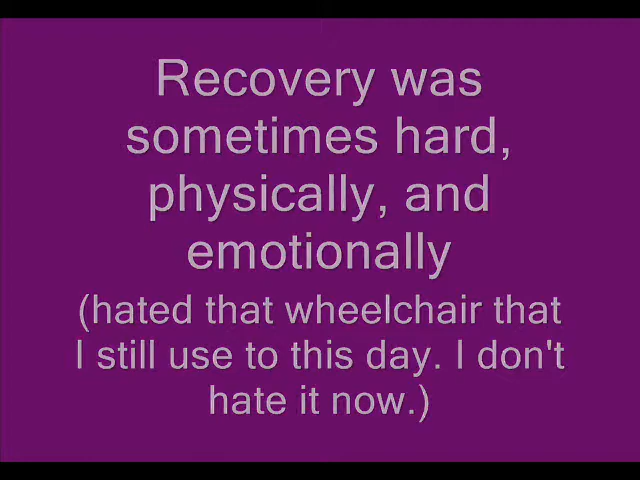 Recovery was
sometimes hard,
physically, and
emotionally
(hated that wheelchair that
I still use to this day. I don't
hate it now.)